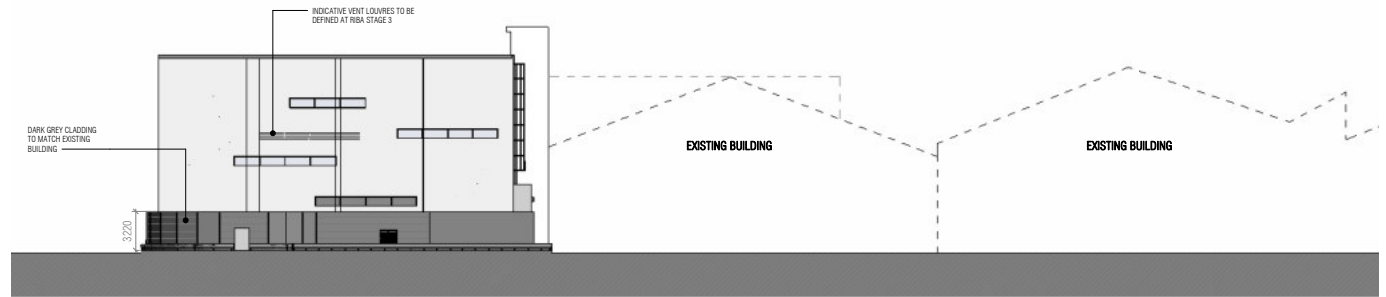 INDICATIVE VENT LOUVRES TO BE
DEFINED AT RIBA STAGE 3
DARK GREY CLADDING
TO MATCH EXISTING
BUILDING
3220
EXISTING BUILDING
EXISTING BUILDING